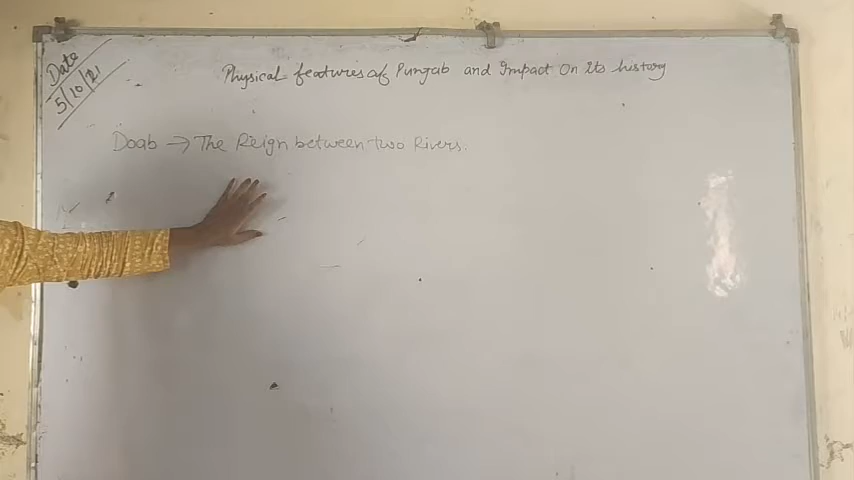 Date
5/10/21
Physical features of Punjab and Impact On Its history
Doab → The Reign between two Rivers.